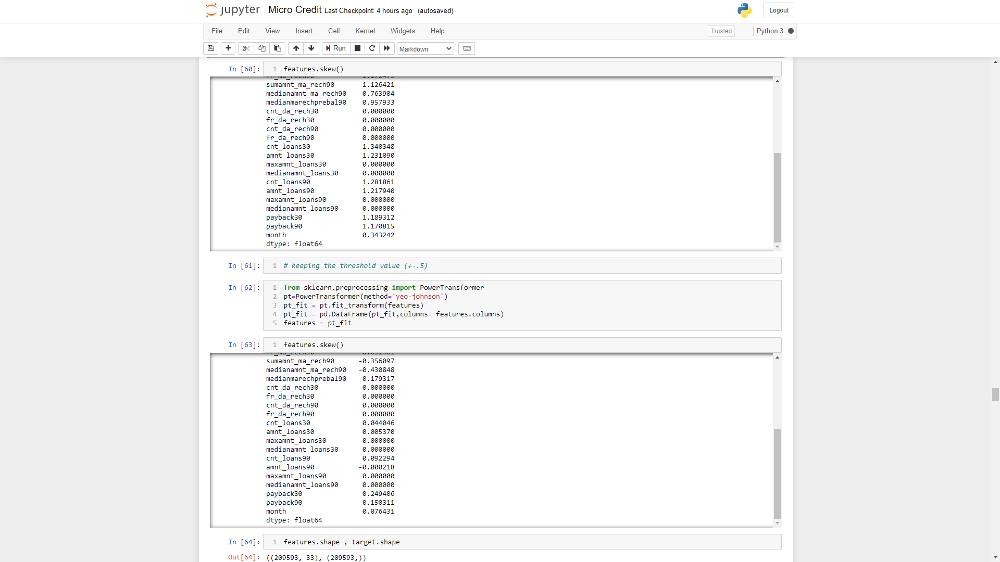 jupyter Micro Credit Last Checkpoint: 4 hours ago (autosaved) Logout
File Edit View Insert Cell Kernel Widgets Help Trusted Python 3
Run Markdown
In [60]: 1 features.skew()
sumamnt_ma_rech90 1.126421
medianamnt_ma_rech90 0.763904
medianmarechprebal90 0.957933
cnt_da_rech30 0.000000
fr_da_rech30 0.000000
cnt_da_rech90 0.000000
fr_da_rech90 0.000000
cnt_loans30 1.340348
amnt_loans30 1.231090
maxamnt_loans30 0.000000
medianamnt_loans30 0.000000
cnt_loans90 1.281861
amnt_loans90 1.217940
maxamnt_loans90 0.000000
medianamnt_loans90 0.000000
payback30 1.189312
payback90 1.170815
month 0.343242
dtype: float64
In [61]: 1 # keeping the threshold value (+-.5)
In [62]: 1 from sklearn.preprocessing import PowerTransformer
2 pt=PowerTransformer(method='yeo-johnson')
3 pt_fit = pt.fit_transform(features)
4 pt_fit = pd.DataFrame(pt_fit,columns= features.columns)
5 features = pt_fit
In [63]: 1 features.skew()
sumamnt_ma_rech90 -0.356097
medianamnt_ma_rech90 -0.430848
medianmarechprebal90 0.179317
cnt_da_rech30 0.000000
fr_da_rech30 0.000000
cnt_da_rech90 0.000000
fr_da_rech90 0.000000
cnt_loans30 0.044046
amnt_loans30 0.005370
maxamnt_loans30 0.000000
medianamnt_loans30 0.000000
cnt_loans90 0.092294
amnt_loans90 -0.000218
maxamnt_loans90 0.000000
medianamnt_loans90 0.000000
payback30 0.249406
payback90 0.150311
month 0.076431
dtype: float64
In [64]: 1 features.shape , target.shape
Out[64]: ((209593, 33), (209593,))